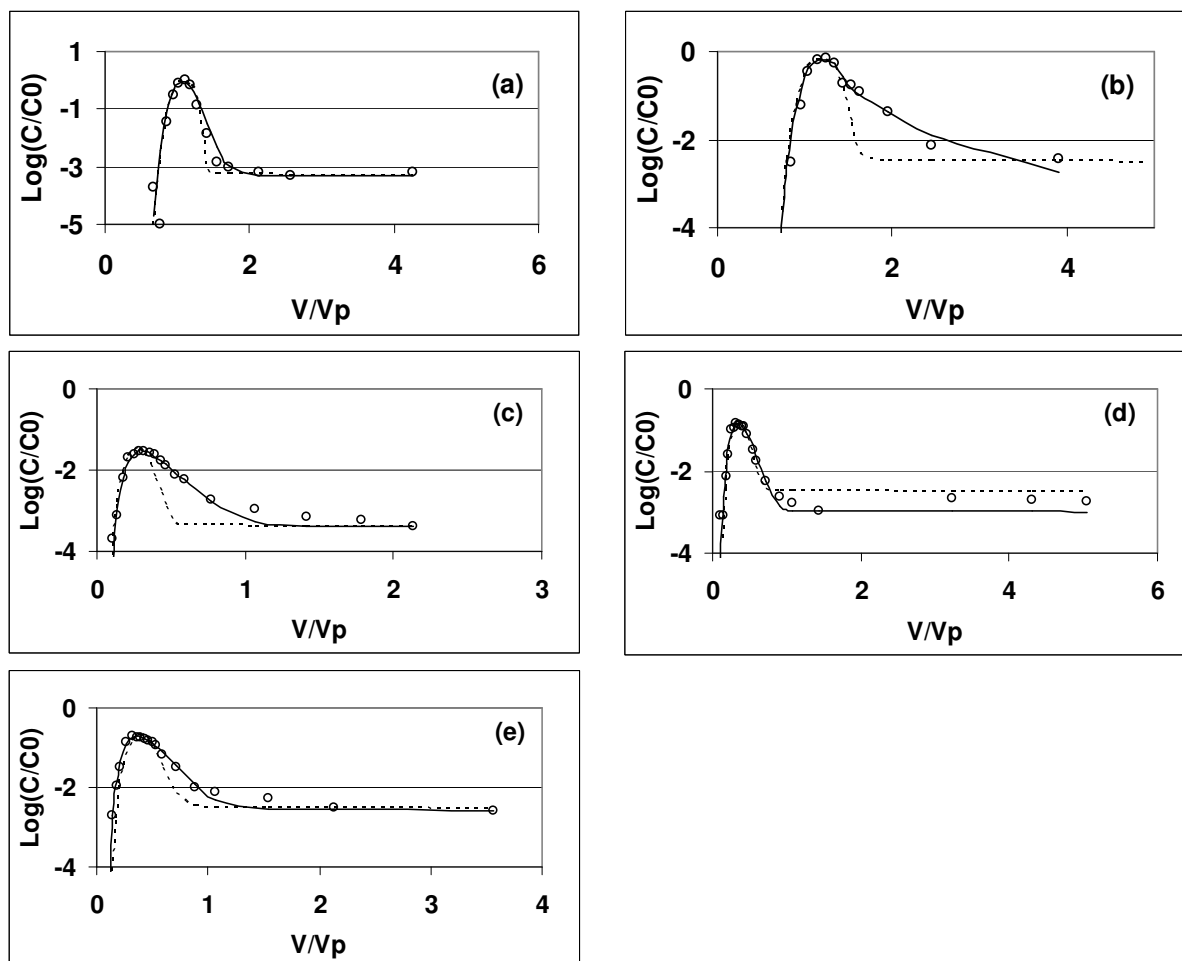 (a)
Log(C/C0)
1
-1
-3
-5
0 2 4 6
V/Vp
(b)
Log(C/C0)
0
-2
-4
0 2 4
V/Vp
(c)
Log(C/C0)
0
-2
-4
0 1 2 3
V/Vp
(d)
Log(C/C0)
0
-2
-4
0 2 4 6
V/Vp
(e)
Log(C/C0)
0
-2
-4
0 1 2 3 4
V/Vp